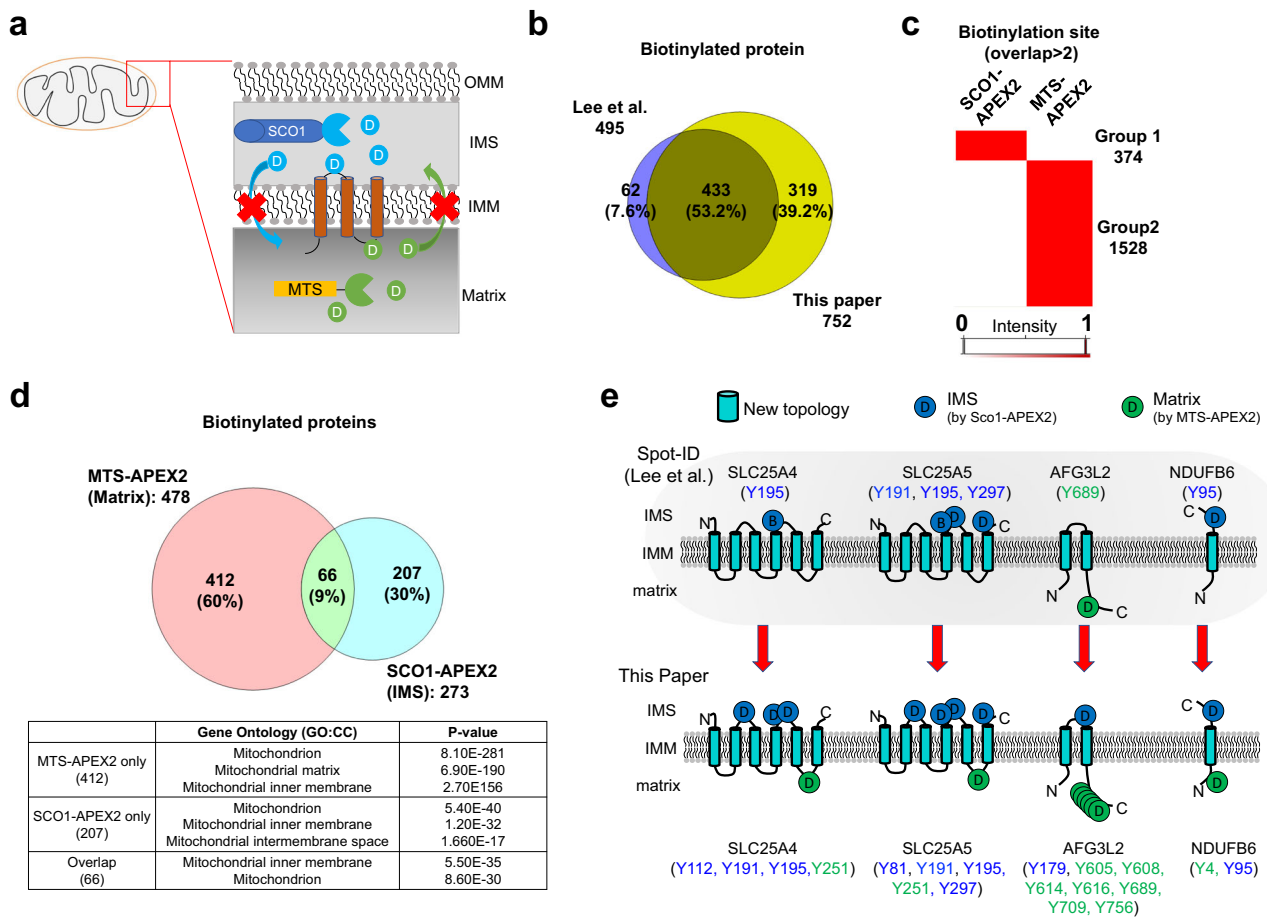 a
OMM
SCO1
D
D
D
D
IMS
IMM
D
D
MTS
D
D
Matrix
b
Biotinylated protein
Lee et al.
495
62
(7.6%)
433
(53.2%)
319
(39.2%)
This paper
752
c
Biotinylation site
(overlap>2)
SCO1-
APEX2
MTS-
APEX2
Group 1
374
Group2
1528
0 Intensity 1
d
Biotinylated proteins
MTS-APEX2
(Matrix): 478
412
(60%)
66
(9%)
207
(30%)
SCO1-APEX2
(IMS): 273
Gene Ontology (GO:CC) P-value
MTS-APEX2 only
(412)
Mitochondrion 8.10E-281
Mitochondrial matrix 6.90E-190
Mitochondrial inner membrane 2.70E156
SCO1-APEX2 only
(207)
Mitochondrion 5.40E-40
Mitochondrial inner membrane 1.20E-32
Mitochondrial intermembrane space 1.660E-17
Overlap
(66)
Mitochondrial inner membrane 5.50E-35
Mitochondrion 8.60E-30
e
New topology
D IMS
(by Sco1-APEX2)
D Matrix
(by MTS-APEX2)
Spot-ID
(Lee et al.)
SLC25A4
(Y195)
SLC25A5
(Y191, Y195, Y297)
AFG3L2
(Y689)
NDUFB6
(Y95)
IMS
IMM
matrix
N B C
N B D D C
N D C
C D N
This Paper
IMS
IMM
matrix
N D D D C D
N D D D D C D
D N D C
C D N D
SLC25A4
(Y112, Y191, Y195,Y251)
SLC25A5
(Y81, Y191, Y195,
Y251, Y297)
AFG3L2
(Y179, Y605, Y608,
Y614, Y616, Y689,
Y709, Y756)
NDUFB6
(Y4, Y95)